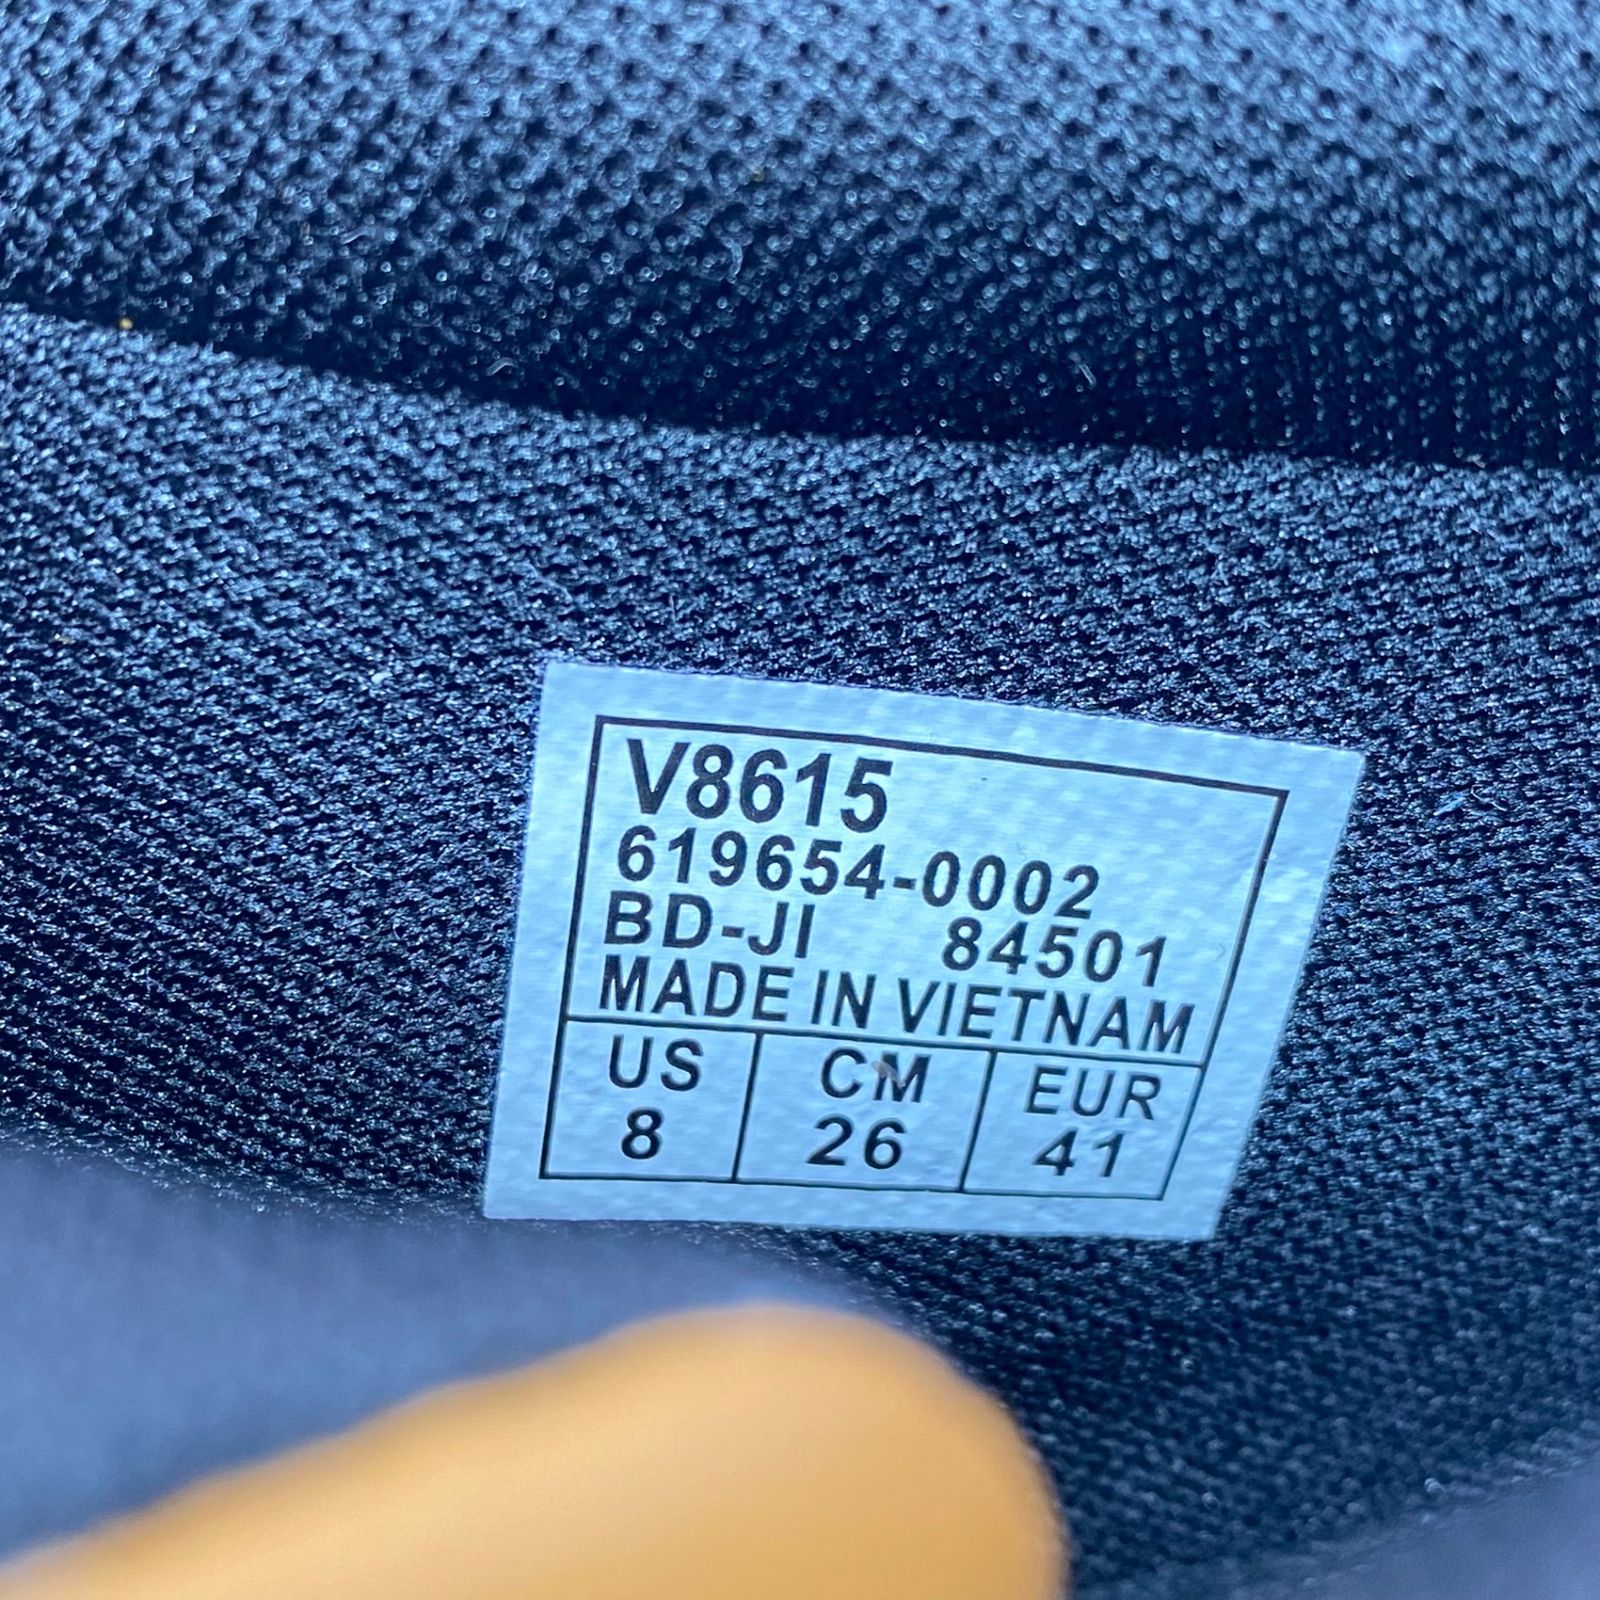 V8615
619654-0002
BD-JI 84501
MADE IN VIETNAM
US CM EUR
8 26 41